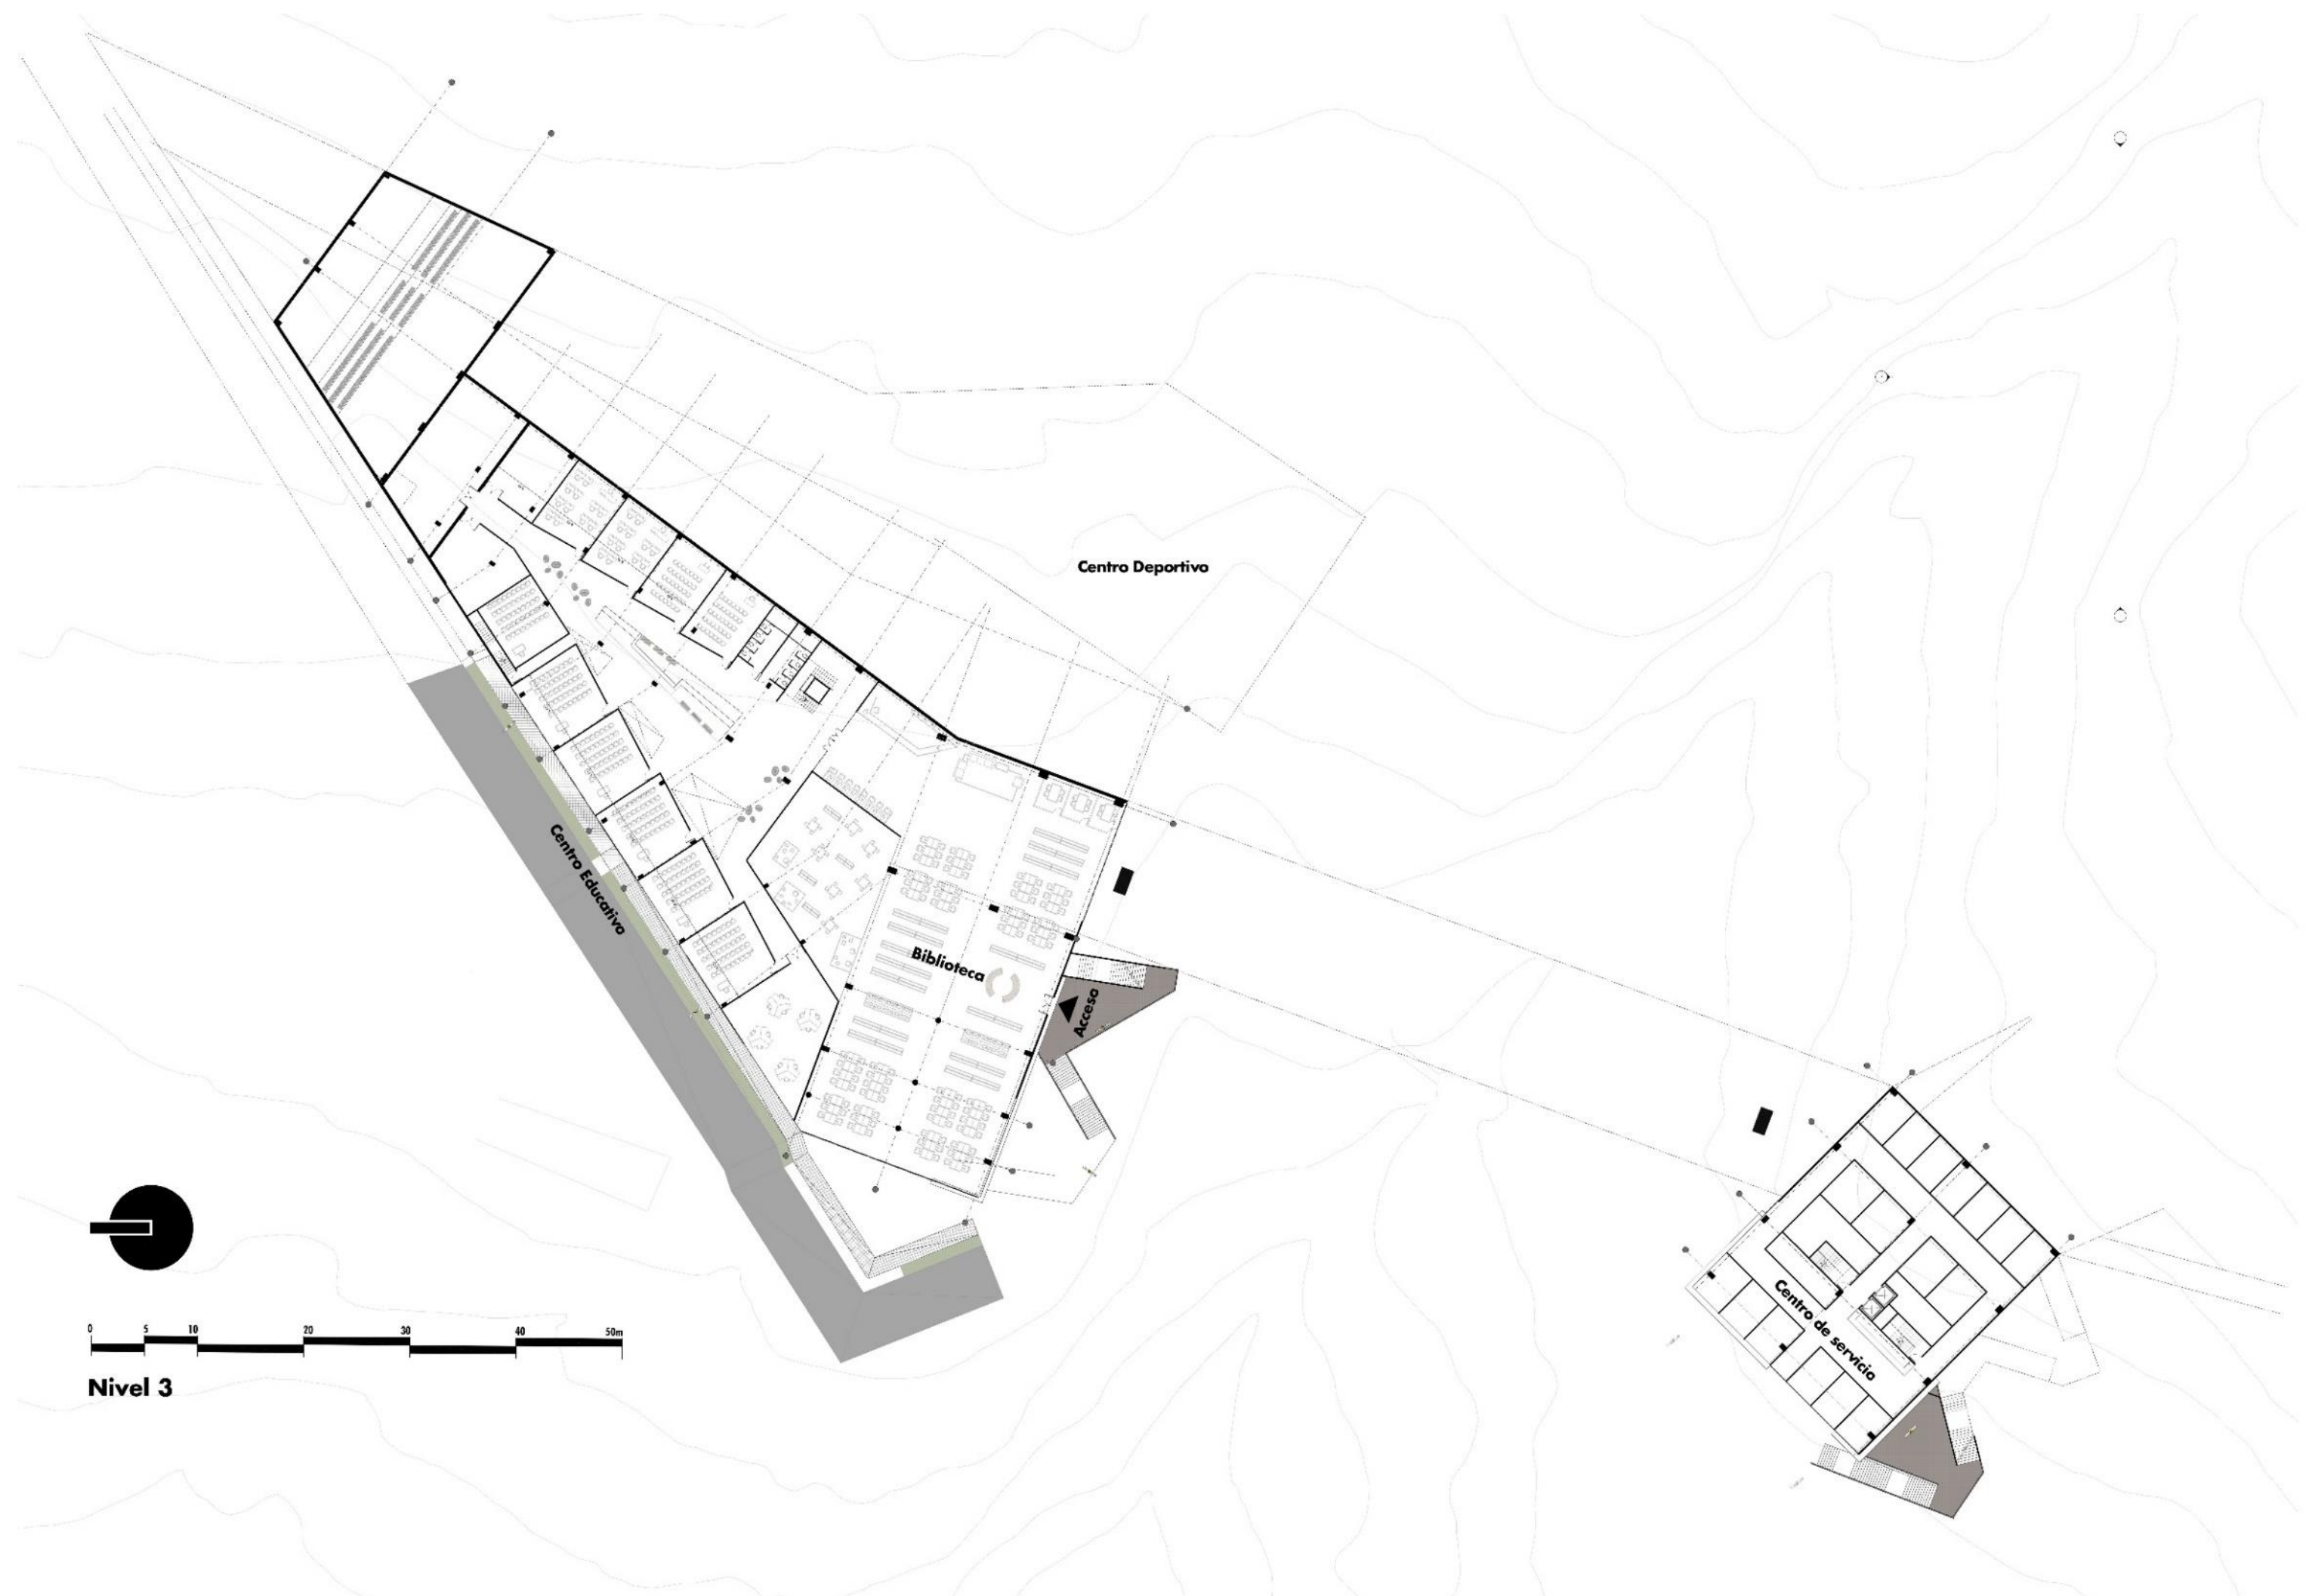 Centro Deportivo
Centro Educativo
Biblioteca
Acceso
Centro de servicio
0 5 10 20 30 40 50m
Nivel 3